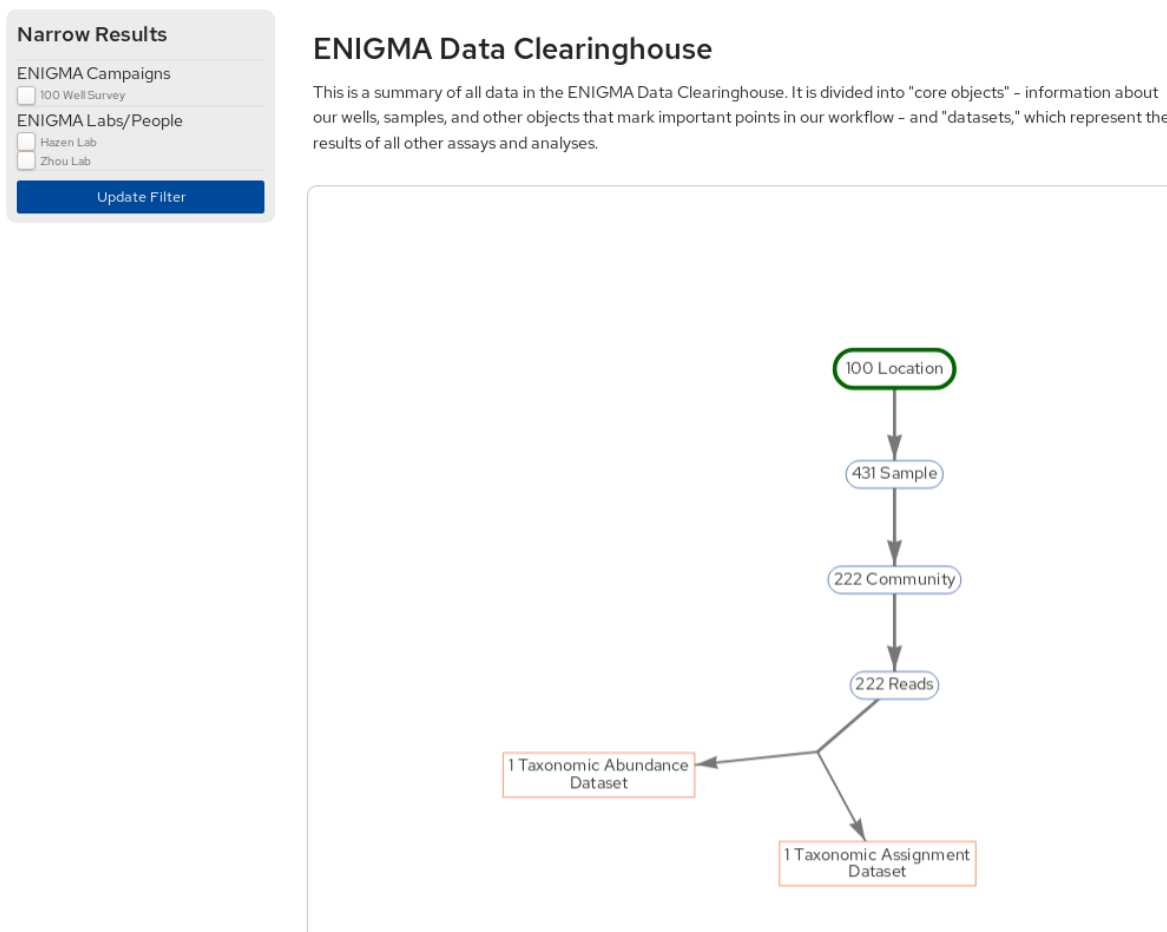 Narrow Results
ENIGMA Campaigns
100 Well Survey
ENIGMA Labs/People
Hazen Lab
Zhou Lab
Update Filter
ENIGMA Data Clearinghouse
This is a summary of all data in the ENIGMA Data Clearinghouse. It is divided into "core objects" - information about
our wells, samples, and other objects that mark important points in our workflow - and "datasets," which represent the
results of all other assays and analyses.
100 Location
431 Sample
222 Community
222 Reads
1 Taxonomic Abundance
Dataset
1 Taxonomic Assignment
Dataset